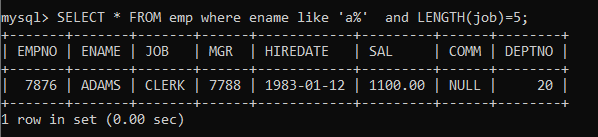 mysql> SELECT * FROM emp where ename like 'a%'  and LENGTH(job)=5;
+-------+-------+-------+------+------------+---------+------+--------+
| EMPNO | ENAME | JOB   | MGR  | HIREDATE   | SAL     | COMM | DEPTNO |
+-------+-------+-------+------+------------+---------+------+--------+
|  7876 | ADAMS | CLERK | 7788 | 1983-01-12 | 1100.00 | NULL |     20 |
+-------+-------+-------+------+------------+---------+------+--------+
1 row in set (0.00 sec)